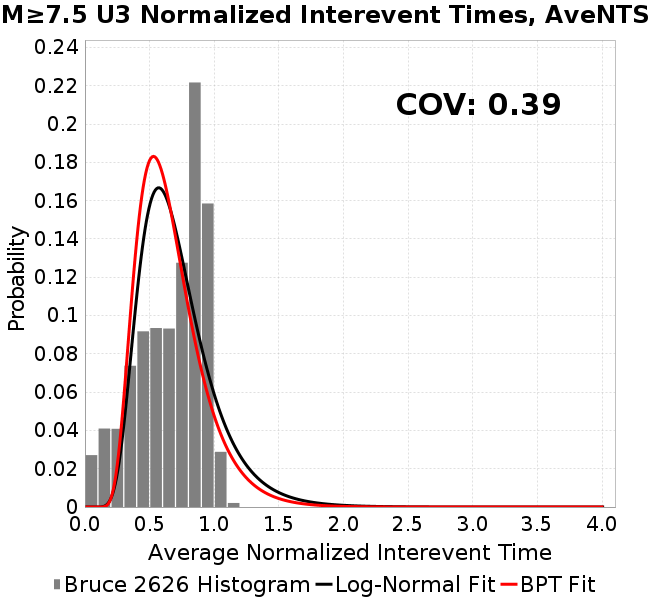 M≥7.5 U3 Normalized Interevent Times, AveNTS
COV: 0.39
Probability
0.24
0.22
0.2
0.18
0.16
0.14
0.12
0.1
0.08
0.06
0.04
0.02
0
0.0 0.5 1.0 1.5 2.0 2.5 3.0 3.5 4.0
Average Normalized Interevent Time
Bruce 2626 Histogram Log-Normal Fit BPT Fit